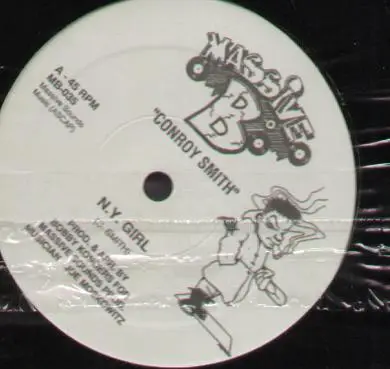 MASSIVE
B
D D
A - 45 RPM
MB-035
Massive Sounds
Music (ASCAP)
"CONROY SMITH"
N.Y. GIRL
(C. SMITH)
PROD. & ARR. BY
BOBBY KONDERS FOR
MASSIVE SOUNDS PROD.
MUSICIAN - JOE MOSKOWITZ